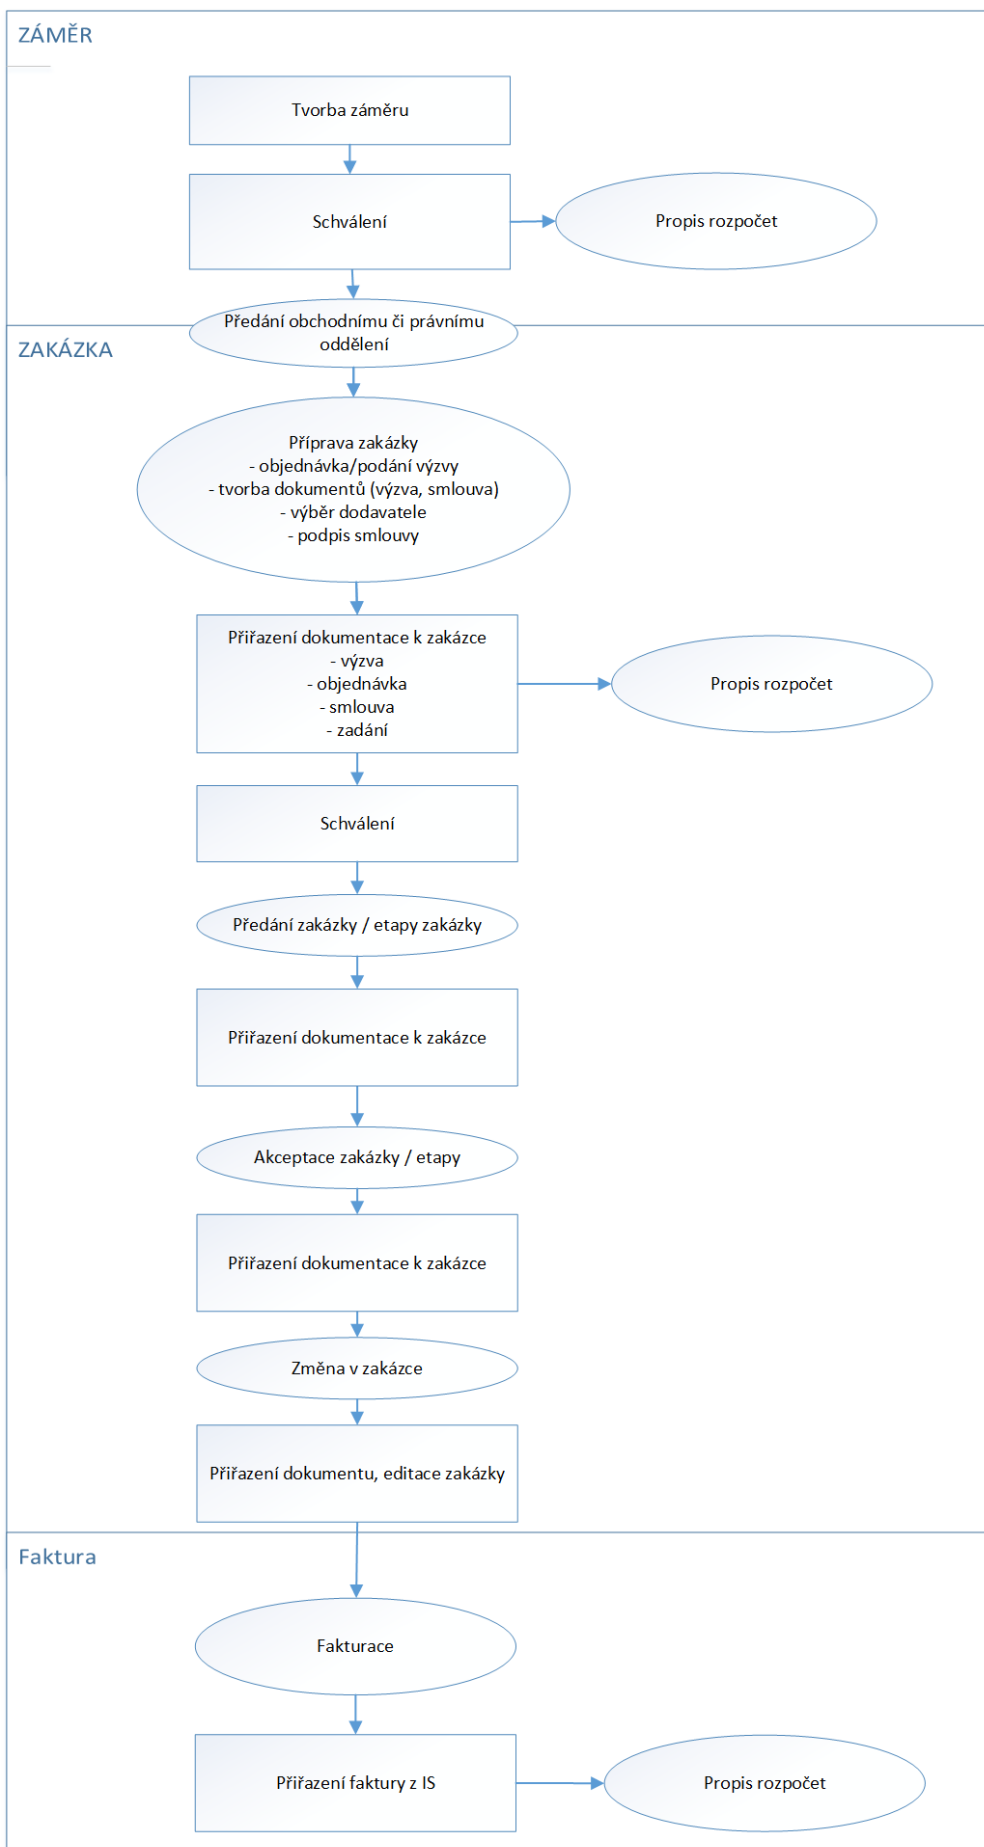 ZÁMĚR
Tvorba záměru
Schválení
Propis rozpočet
Předání obchodnímu či právnímu
oddělení
ZAKÁZKA
Příprava zakázky
- objednávka/podání výzvy
- tvorba dokumentů (výzva, smlouva)
- výběr dodavatele
- podpis smlouvy
Přiřazení dokumentace k zakázce
- výzva
- objednávka
- smlouva
- zadání
Propis rozpočet
Schválení
Předání zakázky / etapy zakázky
Přiřazení dokumentace k zakázce
Akceptace zakázky / etapy
Přiřazení dokumentace k zakázce
Změna v zakázce
Přiřazení dokumentu, editace zakázky
Faktura
Fakturace
Přiřazení faktury z IS
Propis rozpočet